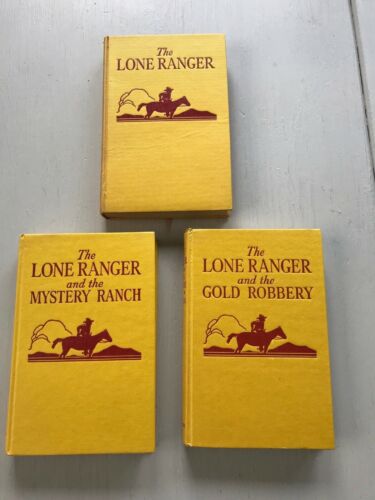 The
LONE RANGER
The
LONE RANGER
and the
MYSTERY RANCH
The
LONE RANGER
and the
GOLD ROBBERY